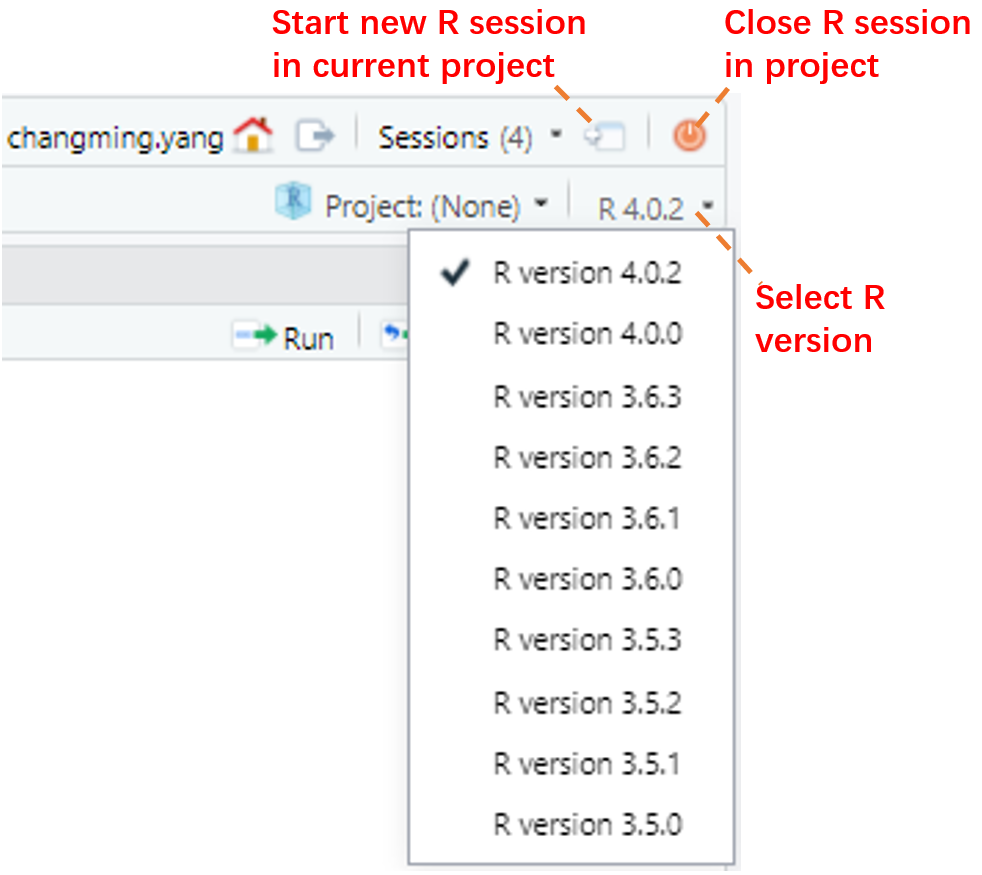 Start new R session
in current project
Close R session
in project
changming.yang
Sessions (4)
R
Project: (None)
R 4.0.2
R version 4.0.2
R version 4.0.0
R version 3.6.3
R version 3.6.2
R version 3.6.1
R version 3.6.0
R version 3.5.3
R version 3.5.2
R version 3.5.1
R version 3.5.0
Run
Select R
version